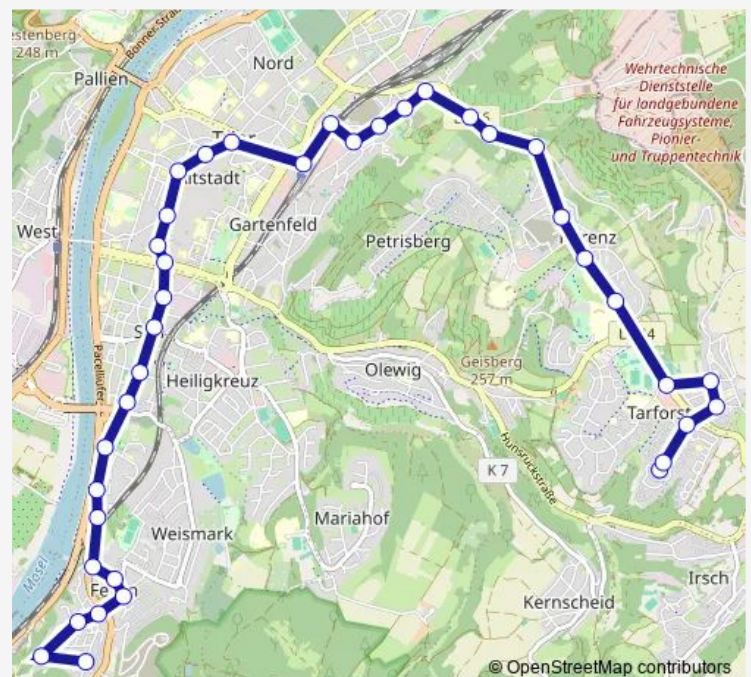 248 m
Bonner
Pallien
Nord
Wehrtechnische
Dienststelle
für landgebundene
Fahrzeugsysteme,
Pionier-
und Truppentechnik
West
Gartenfeld
Petrisberg
Pacelliufer
Heiligkreuz
Olewig
Geisberg
257 m
Tarforst
Hunsrückstraße
K 7
Mariahof
Weismark
Mosel
Irsch
Kernscheid
© OpenStreetMap contributors